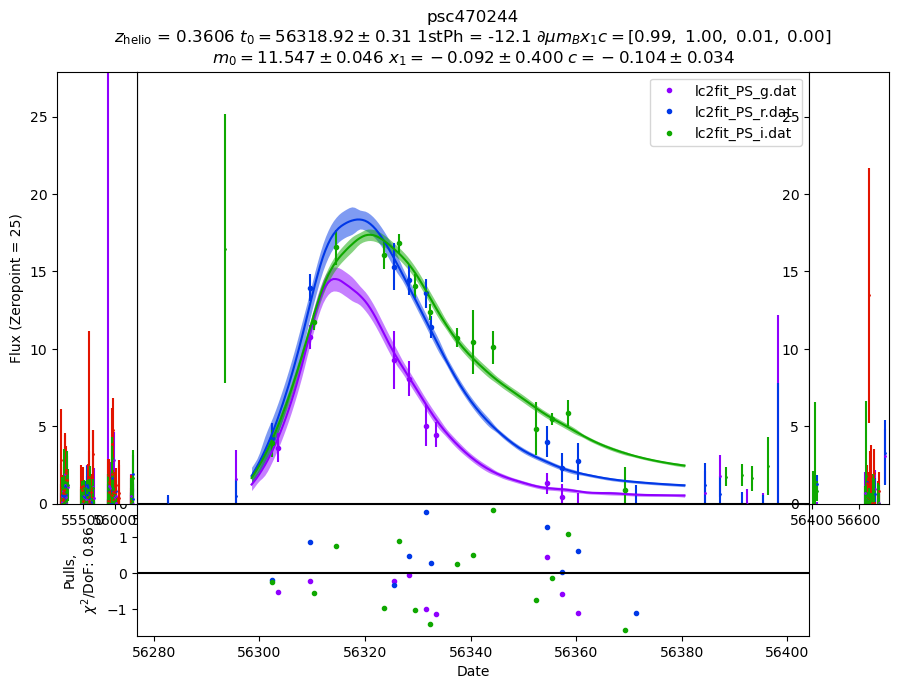 psc470244
z_helio = 0.3606 t_0 = 56318.92 ± 0.31 1stPh = -12.1 ∂μm_Bx_1c = [0.99, 1.00, 0.01, 0.00]
m_0 = 11.547 ± 0.046 x_1 = −0.092 ± 0.400 c = −0.104 ± 0.034
lc2fit_PS_g.dat
lc2fit_PS_r.dat
lc2fit_PS_i.dat
Flux (Zeropoint = 25)
25
20
15
10
5
0
25
20
15
10
5
0
55500
56000
56400
56600
Pulls,
χ²/DoF: 0.86
1
0
−1
56280
56300
56320
56340
56360
56380
56400
Date